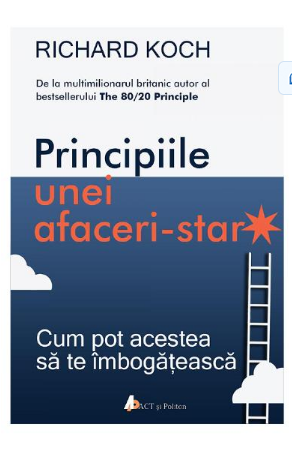 RICHARD KOCH
De la multimilionarul britanic autor al
bestsellerului The 80/20 Principle
Principiile
unei
afaceri-star
Cum pot acestea
să te îmbogățească
ACT și Politon